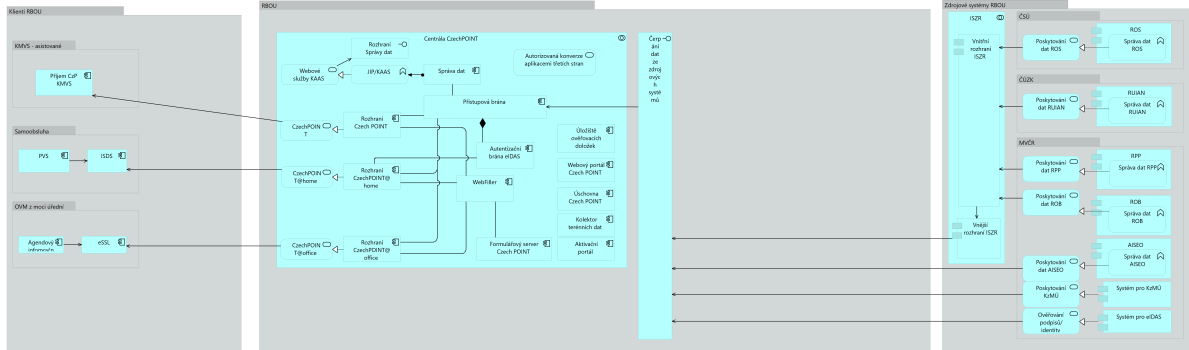 Klienti RBOU
KMVS - asistované
Příjem CzP
KMVS
Samoobsluha
PVS
ISDS
OVM z moci úřední
Agendový
informačn
eSSL
RBOU
Centrála CzechPOINT
Rozhraní
Správy dat
Webové
služby KAAS
JIP/KAAS
Správa dat
Autorizovaná konverze
aplikacemi třetích stran
Přístupová brána
CzechPOIN
T
Rozhraní
Czech POINT
Úložiště
ověřovacích
doložek
Autentizační
brána eIDAS
CzechPOIN
T@home
Rozhraní
CzechPOINT@
home
WebFiller
Webový portál
Czech POINT
Úschovna
Czech POINT
Kolektor
terénních dat
CzechPOIN
T@office
Rozhraní
CzechPOINT@
office
Formulářový server
Czech POINT
Aktivační
portál
Čerp
ání
dat
ze
zdroj
ovýc
h
systé
mů
Zdrojové systémy RBOU
ISZR
Vnitřní
rozhraní
ISZR
Vnější
rozhraní ISZR
ČSÚ
Poskytování
dat ROS
ROS
Správa dat
ROS
ČÚZK
Poskytování
dat RUIAN
RUIAN
Správa dat
RUIAN
MVČR
Poskytování
dat RPP
RPP
Správa dat RPP
Poskytování
dat ROB
ROB
Správa dat
ROB
Poskytování
dat AISEO
AISEO
Správa dat
AISEO
Poskytování
KzMÚ
Systém pro KzMÚ
Ověřování
podpisů/
identity
Systém pro eIDAS